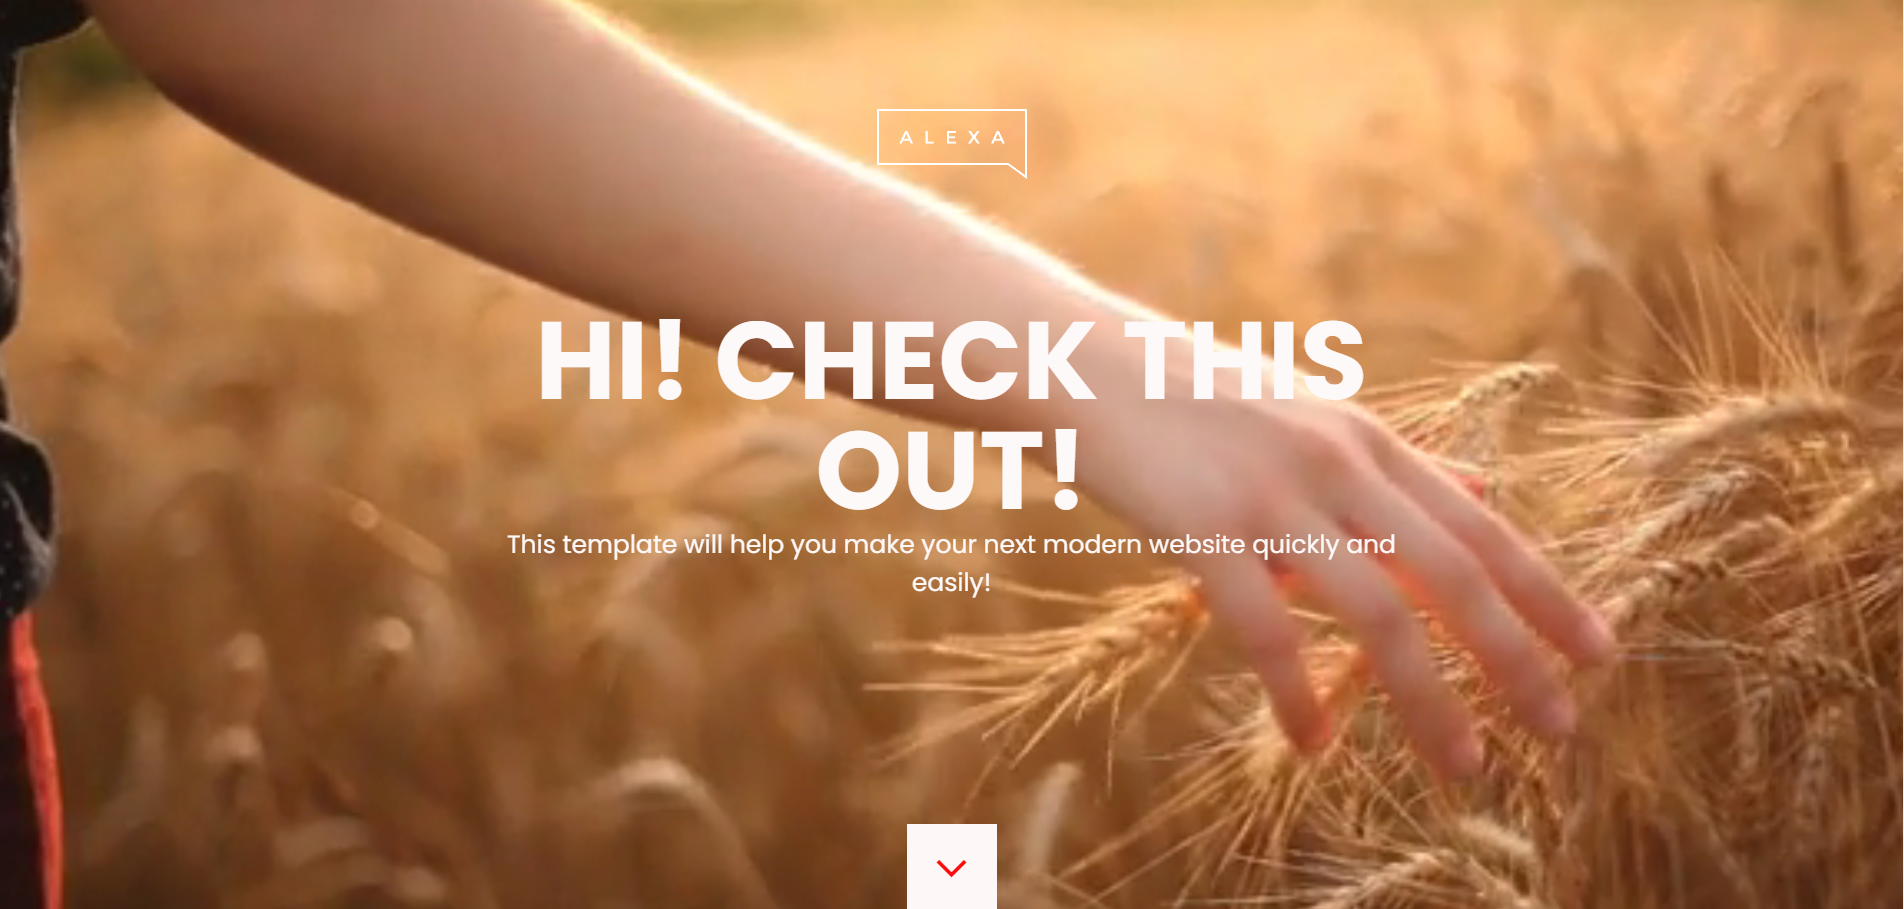 ALEXA
HI! CHECK THIS
OUT!
This template will help you make your next modern website quickly and
easily!